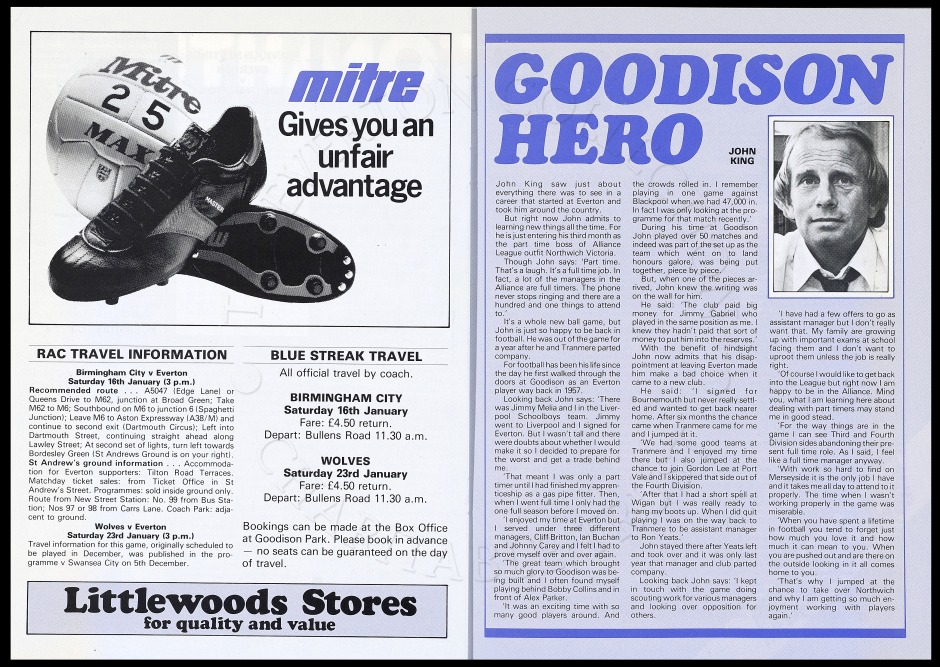 Mitre
25
MAX
MASTER
mitre
Gives you an
unfair
advantage
RAC TRAVEL INFORMATION
Birmingham City v Everton
Saturday 16th January (3 p.m.)
Recommended route . . . A5047 (Edge Lane) or
Queens Drive to M62, junction at Broad Green; Take
M62 to M6; Southbound on M6 to junction 6 (Spaghetti
Junction); Leave M6 to Aston Expressway (A38/M) and
continue to second exit (Dartmouth Circus); Left into
Dartmouth Street, continuing straight ahead along
Lawley Street; At second set of lights, turn left towards
Bordesley Green (St Andrews Ground is on your right).
St Andrew's ground information . . . Accommoda-
tion for Everton supporters: Tilton Road Terraces.
Matchday ticket sales: from Ticket Office in St
Andrew's Street. Programmes: sold inside ground only.
Route from New Street Station: No. 99 from Bus Sta-
tion; Nos 97 or 98 from Carrs Lane. Coach Park: adja-
cent to ground.
Wolves v Everton
Saturday 23rd January (3 p.m.)
Travel information for this game, originally scheduled to
be played in December, was published in the pro-
gramme v Swansea City on 5th December.
BLUE STREAK TRAVEL
All official travel by coach.
BIRMINGHAM CITY
Saturday 16th January
Fare: £4.50 return.
Depart: Bullens Road 11.30 a.m.
WOLVES
Saturday 23rd January
Fare: £4.50 return.
Depart: Bullens Road 11.30 a.m.
Bookings can be made at the Box Office
at Goodison Park. Please book in advance
— no seats can be guaranteed on the day
of travel.
Littlewoods Stores
for quality and value
GOODISON
HERO
JOHN
KING
John King saw just about
everything there was to see in a
career that started at Everton and
took him around the country.
But right now John admits to
learning new things all the time. For
he is just entering his third month as
the part time boss of Alliance
League outfit Northwich Victoria.
Though John says: 'Part time.
That's a laugh. It's a full time job. In
fact, a lot of the managers in the
Alliance are full timers. The phone
never stops ringing and there are a
hundred and one things to attend
to.'
It's a whole new ball game, but
John is just so happy to be back in
football. He was out of the game for
a year after he and Tranmere parted
company.
For football has been his life since
the day he first walked through the
doors at Goodison as an Everton
player way back in 1957.
Looking back John says: 'There
was Jimmy Melia and I in the Liver-
pool Schoolboys team. Jimmy
went to Liverpool and I signed for
Everton. But I wasn't tall and there
were doubts about whether I would
make it so I decided to prepare for
the worst and get a trade behind
me.
'That meant I was only a part
timer until I had finished my appren-
ticeship as a gas pipe fitter. Then,
when I went full time I only had the
one full season before I moved on.
'I enjoyed my time at Everton but
I served under three different
managers, Cliff Britton, Ian Buchan
and Johnny Carey and I felt I had to
prove myself over and over again.
'The great team which brought
so much glory to Goodison was be-
ing built and I often found myself
playing behind Bobby Collins and in
front of Alex Parker.
'It was an exciting time with so
many good players around. And
the crowds rolled in. I remember
playing in one game against
Blackpool when we had 47,000 in.
In fact I was only looking at the pro-
gramme for that match recently.'
During his time at Goodison
John played over 50 matches and
indeed was part of the set up as the
team which went on to land
honours galore, was being put
together, piece by piece.
But, when one of the pieces arr-
ived, John knew the writing was
on the wall for him.
He said: 'The club paid big
money for Jimmy Gabriel who
played in the same position as me. I
knew they hadn't paid that sort of
money to put him into the reserves.'
With the benefit of hindsight
John now admits that his disap-
pointment at leaving Everton made
him make a bad choice when it
came to a new club.
He said: 'I signed for
Bournemouth but never really sett-
led and wanted to get back nearer
home. After six months the chance
came when Tranmere came for me
and I jumped at it.
'We had some good teams at
Tranmere and I enjoyed my time
there but I also jumped at the
chance to join Gordon Lee at Port
Vale and I skippered that side out of
the Fourth Division.
'After that I had a short spell at
Wigan but I was really ready to
hang my boots up. When I did quit
playing I was on the way back to
Tranmere to be assistant manager
to Ron Yeats.'
John stayed there after Yeats left
and took over and it was only last
year that manager and club parted
company.
Looking back John says: 'I kept
in touch with the game doing
scouting work for various managers
and looking over opposition for
others.
'I have had a few offers to go as
assistant manager but I don't really
want that. My family are growing
up with important exams at school
facing them and I don't want to
uproot them unless the job is really
right.
'Of course I would like to get back
into the League but right now I am
happy to be in the Alliance. Mind
you, what I am learning here about
dealing with part timers may stand
me in good stead.
'For the way things are in the
game I can see Third and Fourth
Division sides abandoning their pre-
sent full time role. As I said, I feel
like a full time manager anyway.
'With work so hard to find on
Merseyside it is the only job I have
and it takes me all day to attend to it
properly. The time when I wasn't
working properly in the game was
miserable.
'When you have spent a lifetime
in football you tend to forget just
how much you love it and how
much it can mean to you. When
you are pushed out and are there on
the outside looking in it all comes
home to you.
'That's why I jumped at the
chance to take over Northwich
and why I am getting so much en-
joyment working with players
again.'